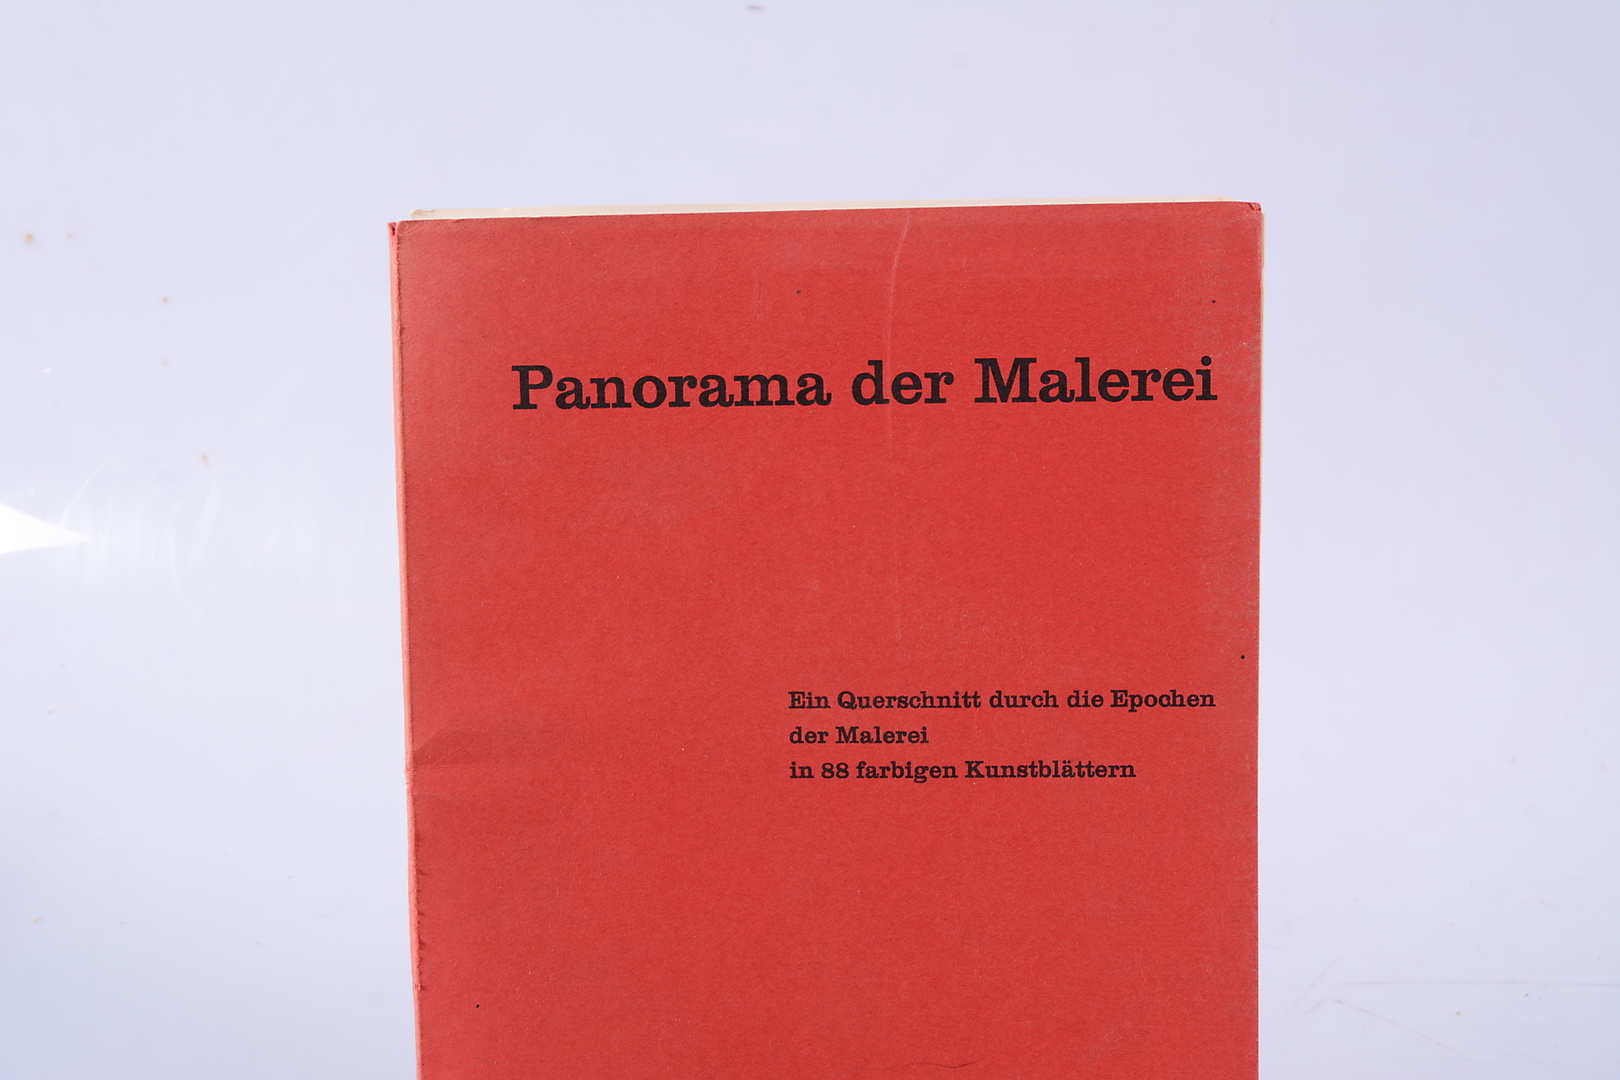 Panorama der Malerei
Ein Querschnitt durch die Epochen
der Malerei
in 88 farbigen Kunstblättern